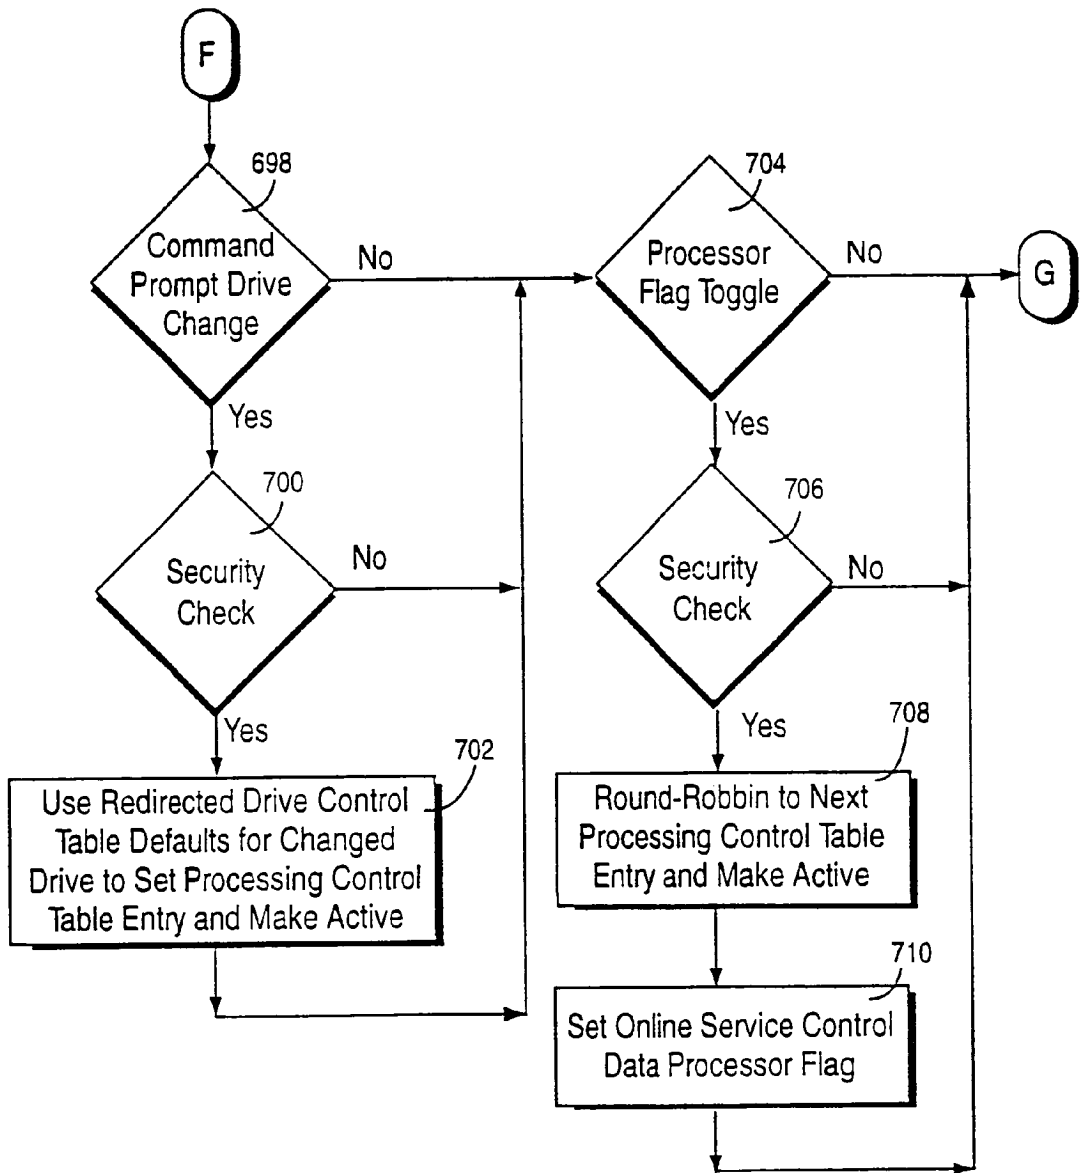 F
698
Command
Prompt Drive
Change
No
Yes
700
Security
Check
No
Yes
702
Use Redirected Drive Control
Table Defaults for Changed
Drive to Set Processing Control
Table Entry and Make Active
704
Processor
Flag Toggle
No
G
Yes
706
Security
Check
No
Yes
708
Round-Robbin to Next
Processing Control Table
Entry and Make Active
710
Set Online Service Control
Data Processor Flag